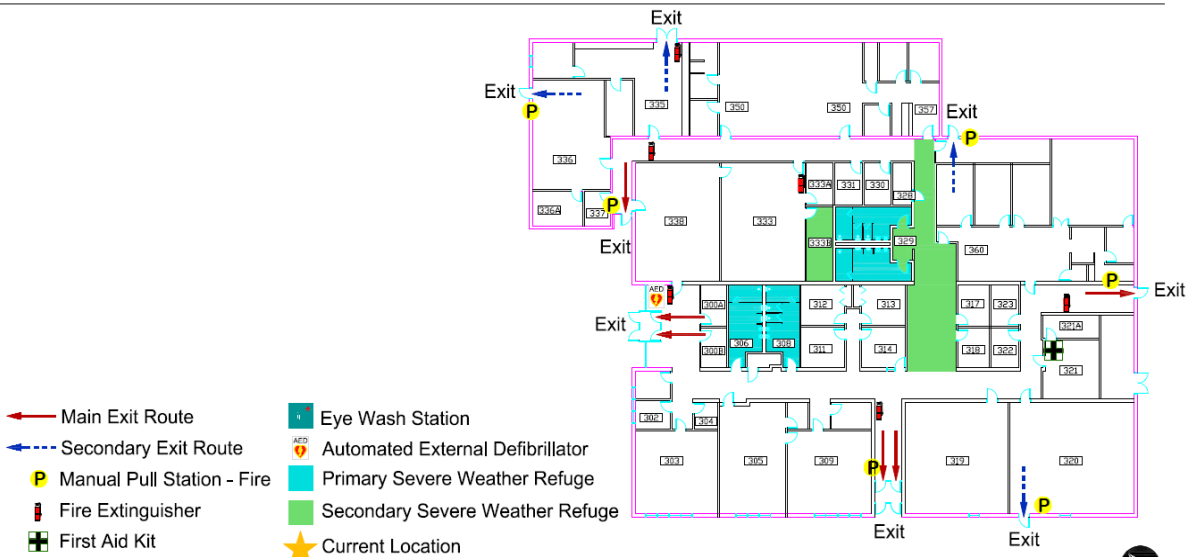 Exit
Exit
P
335
350
350
357
Exit
P
336
336A
337
P
Exit
338
333
333A
331
330
328
333B
329
360
P
Exit
AED
300A
312
313
317
323
Exit
300B
306
308
311
314
318
322
321A
321
302
304
303
305
309
319
320
P
P
Exit
Exit
Main Exit Route
Secondary Exit Route
P Manual Pull Station - Fire
Fire Extinguisher
First Aid Kit
Eye Wash Station
AED Automated External Defibrillator
Primary Severe Weather Refuge
Secondary Severe Weather Refuge
Current Location